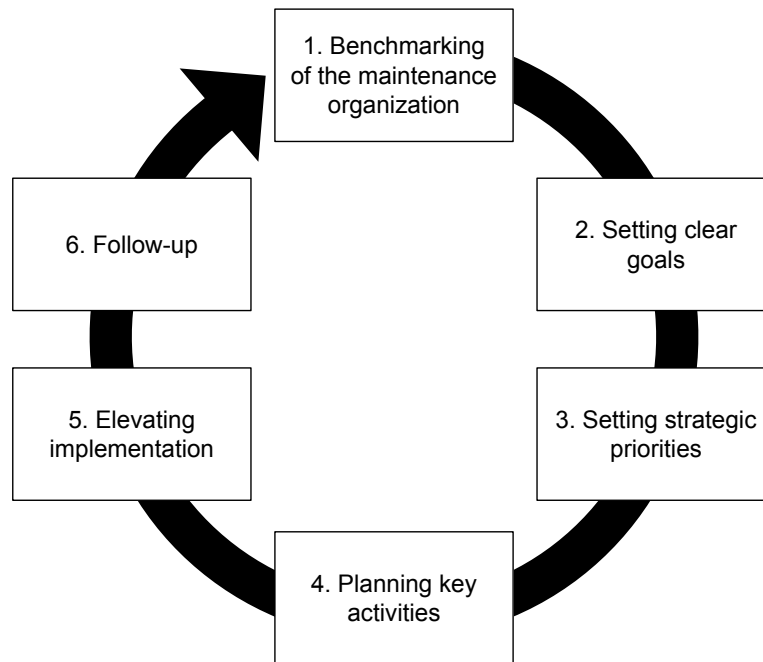 1. Benchmarking
of the maintenance
organization
2. Setting clear
goals
3. Setting strategic
priorities
4. Planning key
activities
5. Elevating
implementation
6. Follow-up